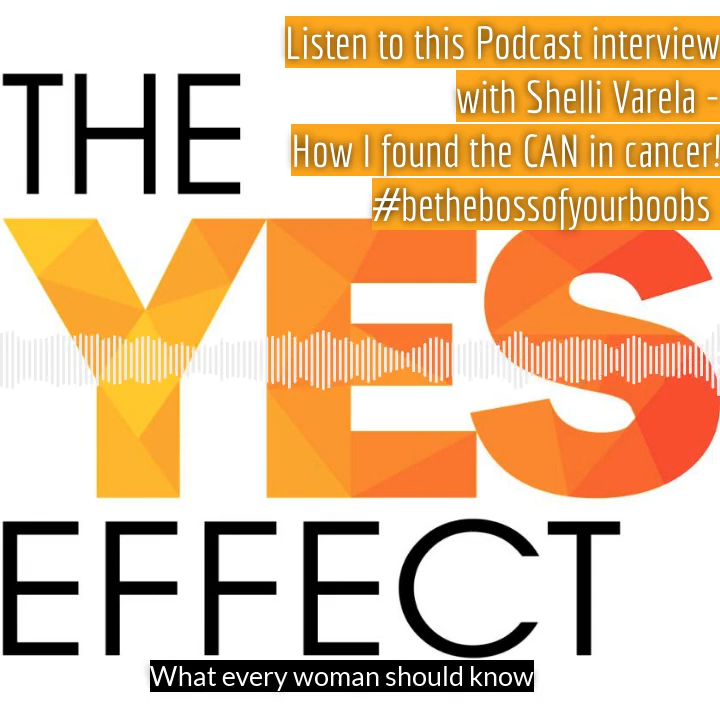 Listen to this Podcast interview
with Shelli Varela -
How I found the CAN in cancer!
#bethebossofyourboobs
THE
YES
EFFECT
What every woman should know